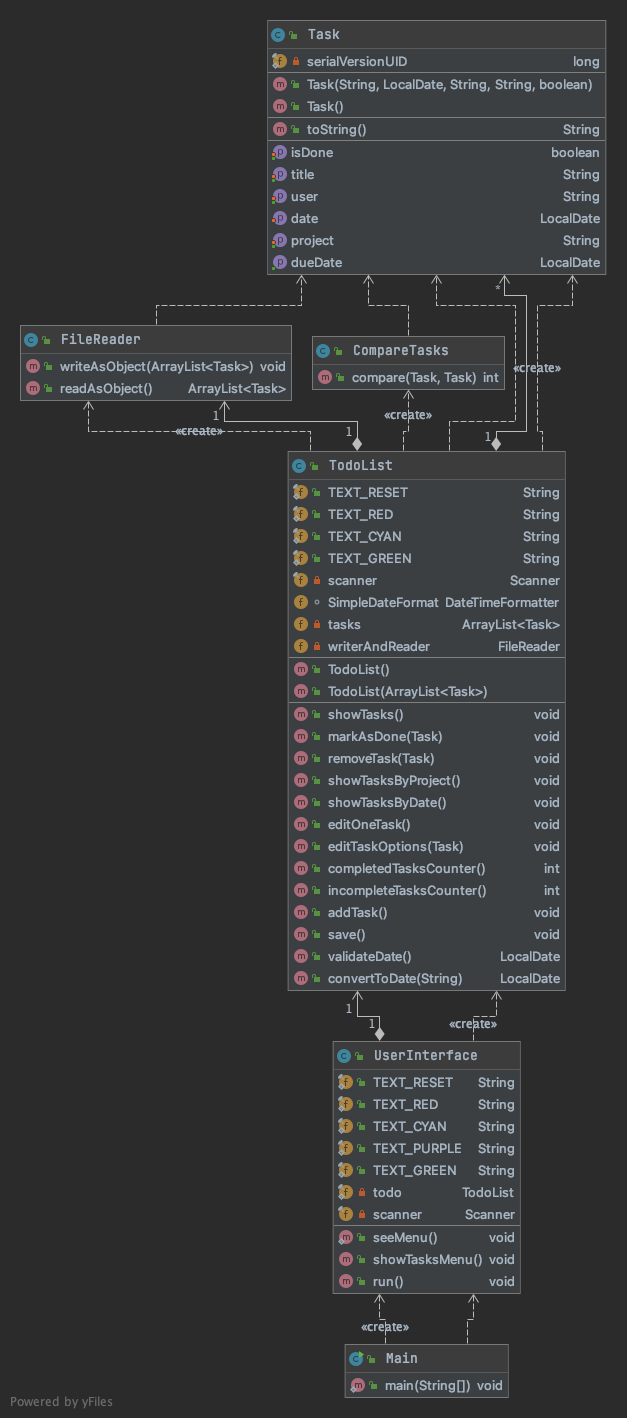 Task
serialVersionUID long
Task(String, LocalDate, String, String, boolean)
Task()
toString() String
isDone boolean
title String
user String
date LocalDate
project String
dueDate LocalDate
*
FileReader
writeAsObject(ArrayList<Task>) void
readAsObject() ArrayList<Task>
CompareTasks
compare(Task, Task) int
«create»
1
«create»
«create»
1
1
TodoList
TEXT_RESET String
TEXT_RED String
TEXT_CYAN String
TEXT_GREEN String
scanner Scanner
SimpleDateFormat DateTimeFormatter
tasks ArrayList<Task>
writerAndReader FileReader
TodoList()
TodoList(ArrayList<Task>)
showTasks() void
markAsDone(Task) void
removeTask(Task) void
showTasksByProject() void
showTasksByDate() void
editOneTask() void
editTaskOptions(Task) void
completedTasksCounter() int
incompleteTasksCounter() int
addTask() void
save() void
validateDate() LocalDate
convertToDate(String) LocalDate
1
1
«create»
UserInterface
TEXT_RESET String
TEXT_RED String
TEXT_CYAN String
TEXT_PURPLE String
TEXT_GREEN String
todo TodoList
scanner Scanner
seeMenu() void
showTasksMenu() void
run() void
«create»
Main
main(String[]) void
Powered by yFiles